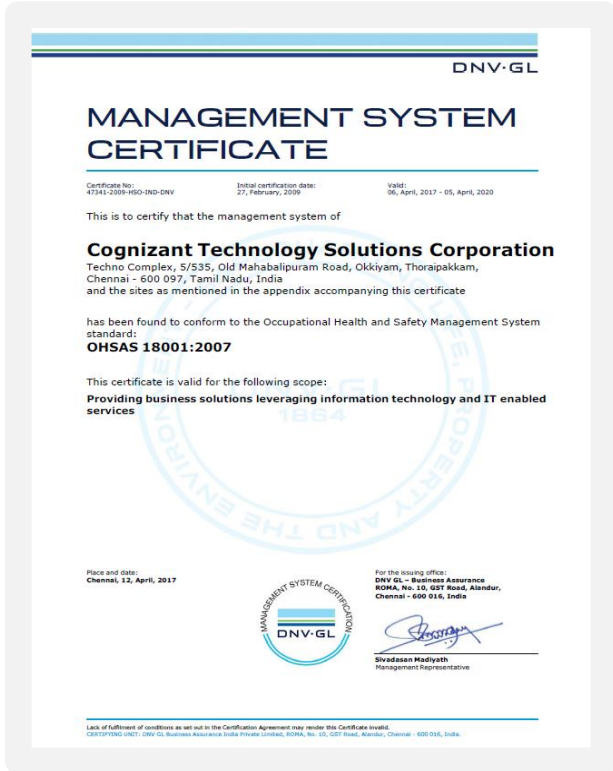 DNV·GL
MANAGEMENT SYSTEM
CERTIFICATE
Certificate No:
47341-2009-HSO-IND-DNV
Initial certification date:
27, February, 2009
Valid:
06, April, 2017 - 05, April, 2020
This is to certify that the management system of
Cognizant Technology Solutions Corporation
Techno Complex, 5/535, Old Mahabalipuram Road, Okkiyam, Thoraipakkam,
Chennai - 600 097, Tamil Nadu, India
and the sites as mentioned in the appendix accompanying this certificate
has been found to conform to the Occupational Health and Safety Management System
standard:
OHSAS 18001:2007
This certificate is valid for the following scope:
Providing business solutions leveraging information technology and IT enabled
services
DNV·GL
1864
LIFE, PROPERTY AND THE ENVIRONMENT
Place and date:
Chennai, 12, April, 2017
MANAGEMENT SYSTEM CERTIFICATION
DNV·GL
For the issuing office:
DNV GL – Business Assurance
ROMA, No. 10, GST Road, Alandur,
Chennai - 600 016, India
Sivadasan Madiyath
Management Representative
Lack of fulfilment of conditions as set out in the Certification Agreement may render this Certificate invalid.
CERTIFYING UNIT: DNV GL Business Assurance India Private Limited, ROMA, No. 10, GST Road, Alandur, Chennai - 600 016, India.